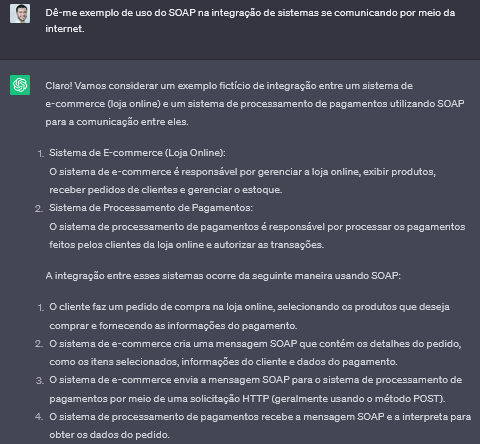 Dê-me exemplo de uso do SOAP na integração de sistemas se comunicando por meio da
internet.
Claro! Vamos considerar um exemplo fictício de integração entre um sistema de
e-commerce (loja online) e um sistema de processamento de pagamentos utilizando SOAP
para a comunicação entre eles.
1. Sistema de E-commerce (Loja Online):
O sistema de e-commerce é responsável por gerenciar a loja online, exibir produtos,
receber pedidos de clientes e gerenciar o estoque.
2. Sistema de Processamento de Pagamentos:
O sistema de processamento de pagamentos é responsável por processar os pagamentos
feitos pelos clientes da loja online e autorizar as transações.
A integração entre esses sistemas ocorre da seguinte maneira usando SOAP:
1. O cliente faz um pedido de compra na loja online, selecionando os produtos que deseja
comprar e fornecendo as informações do pagamento.
2. O sistema de e-commerce cria uma mensagem SOAP que contém os detalhes do pedido,
como os itens selecionados, informações do cliente e dados do pagamento.
3. O sistema de e-commerce envia a mensagem SOAP para o sistema de processamento de
pagamentos por meio de uma solicitação HTTP (geralmente usando o método POST).
4. O sistema de processamento de pagamentos recebe a mensagem SOAP e a interpreta para
obter os dados do pedido.